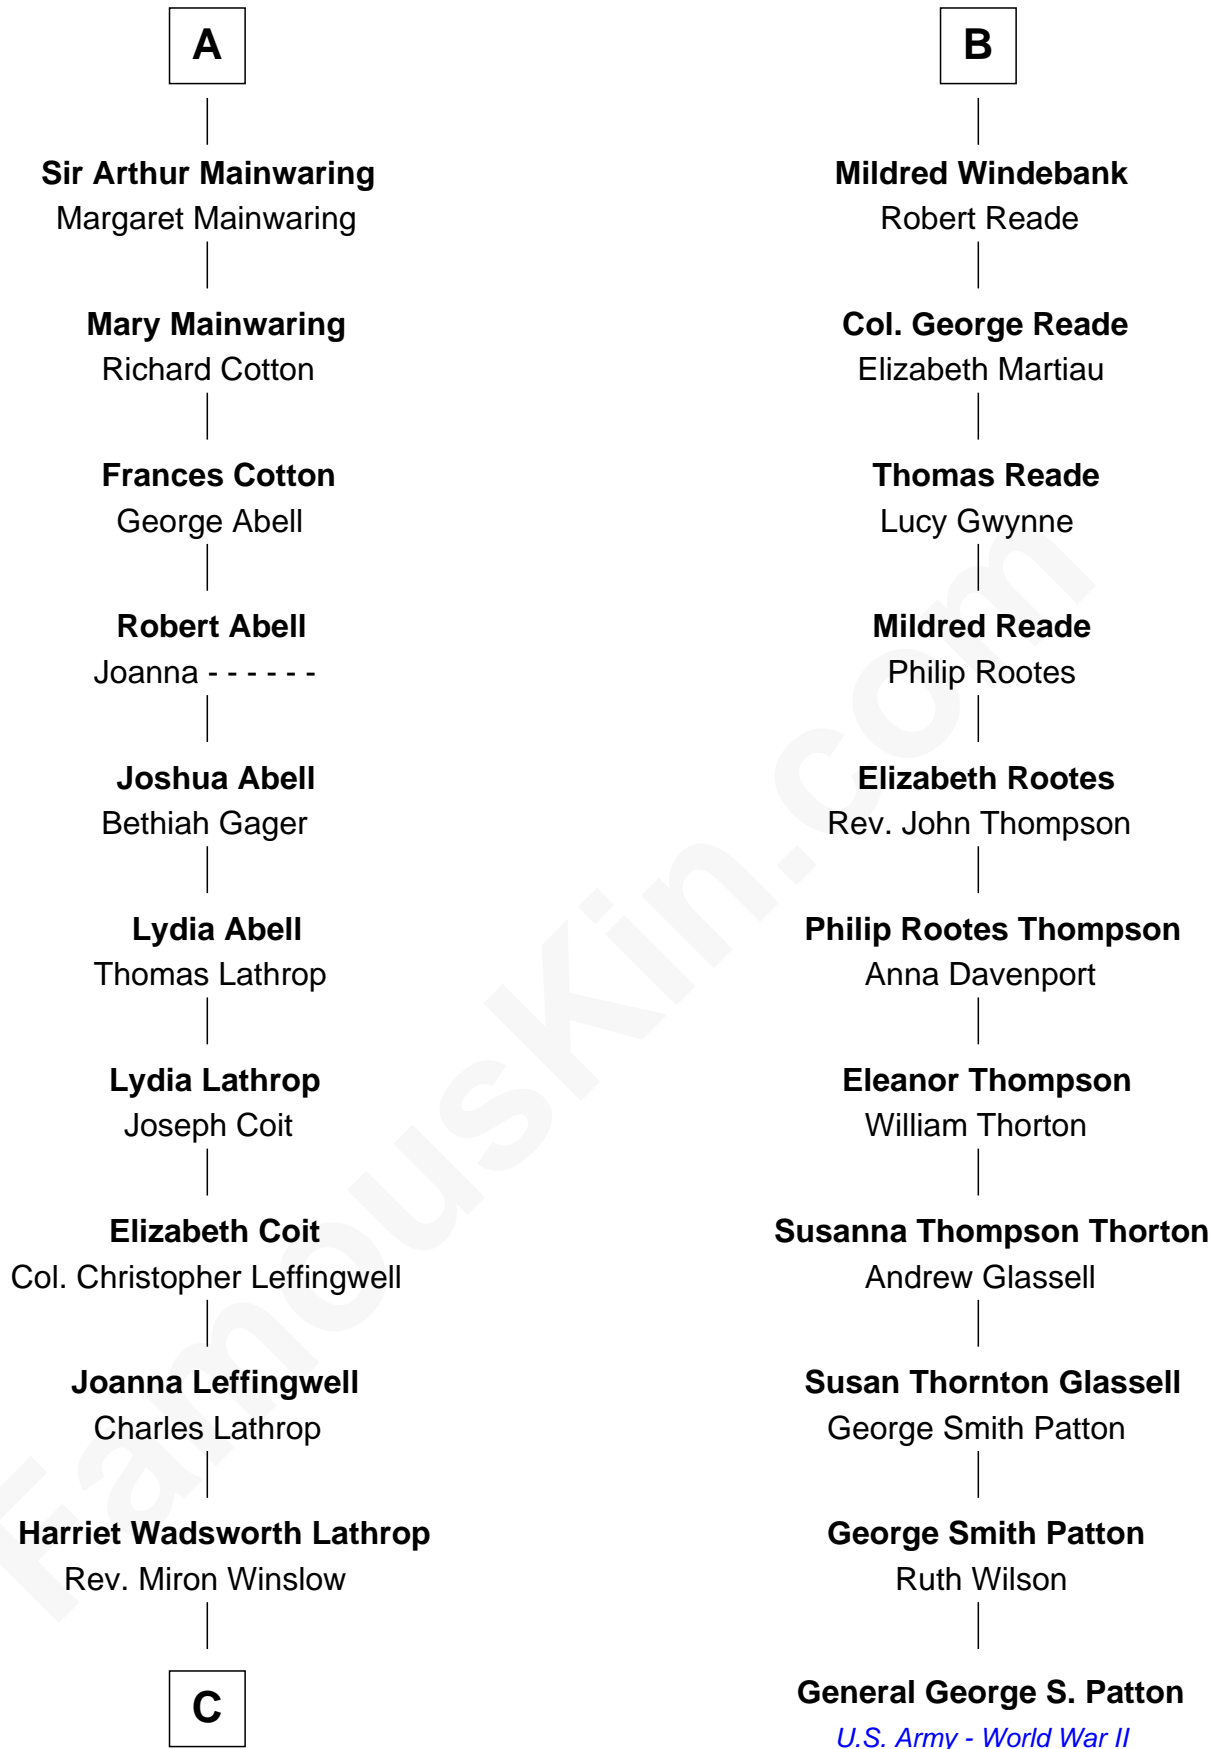 A
Sir Arthur Mainwaring
Margaret Mainwaring
Mary Mainwaring
Richard Cotton
Frances Cotton
George Abell
Robert Abell
Joanna - - - - - -
Joshua Abell
Bethiah Gager
Lydia Abell
Thomas Lathrop
Lydia Lathrop
Joseph Coit
Elizabeth Coit
Col. Christopher Leffingwell
Joanna Leffingwell
Charles Lathrop
Harriet Wadsworth Lathrop
Rev. Miron Winslow
C
B
Mildred Windebank
Robert Reade
Col. George Reade
Elizabeth Martiau
Thomas Reade
Lucy Gwynne
Mildred Reade
Philip Rootes
Elizabeth Rootes
Rev. John Thompson
Philip Rootes Thompson
Anna Davenport
Eleanor Thompson
William Thorton
Susanna Thompson Thorton
Andrew Glassell
Susan Thornton Glassell
George Smith Patton
George Smith Patton
Ruth Wilson
General George S. Patton
U.S. Army - World War II
FamousKin.com